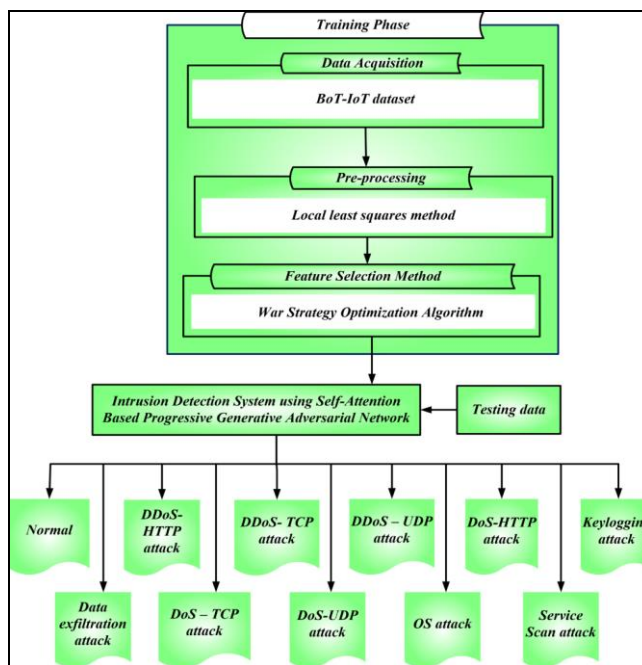 Training Phase
Data Acquisition
BoT-IoT dataset
Pre-processing
Local least squares method
Feature Selection Method
War Strategy Optimization Algorithm
Intrusion Detection System using Self-Attention
Based Progressive Generative Adversarial Network
Testing data
Normal
DDoS-
HTTP
attack
DDoS- TCP
attack
DDoS – UDP
attack
DoS-HTTP
attack
Keyloggin
attack
Data
exfiltration
attack
DoS – TCP
attack
DoS-UDP
attack
OS attack
Service
Scan attack